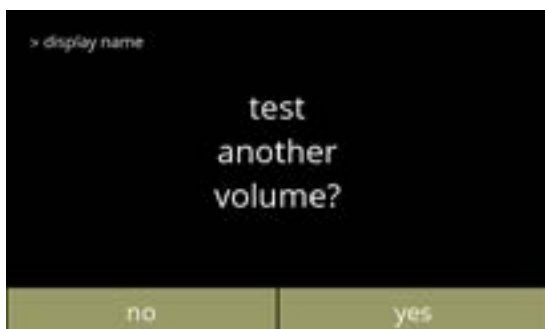 > display name
test
another
volume?
no
yes